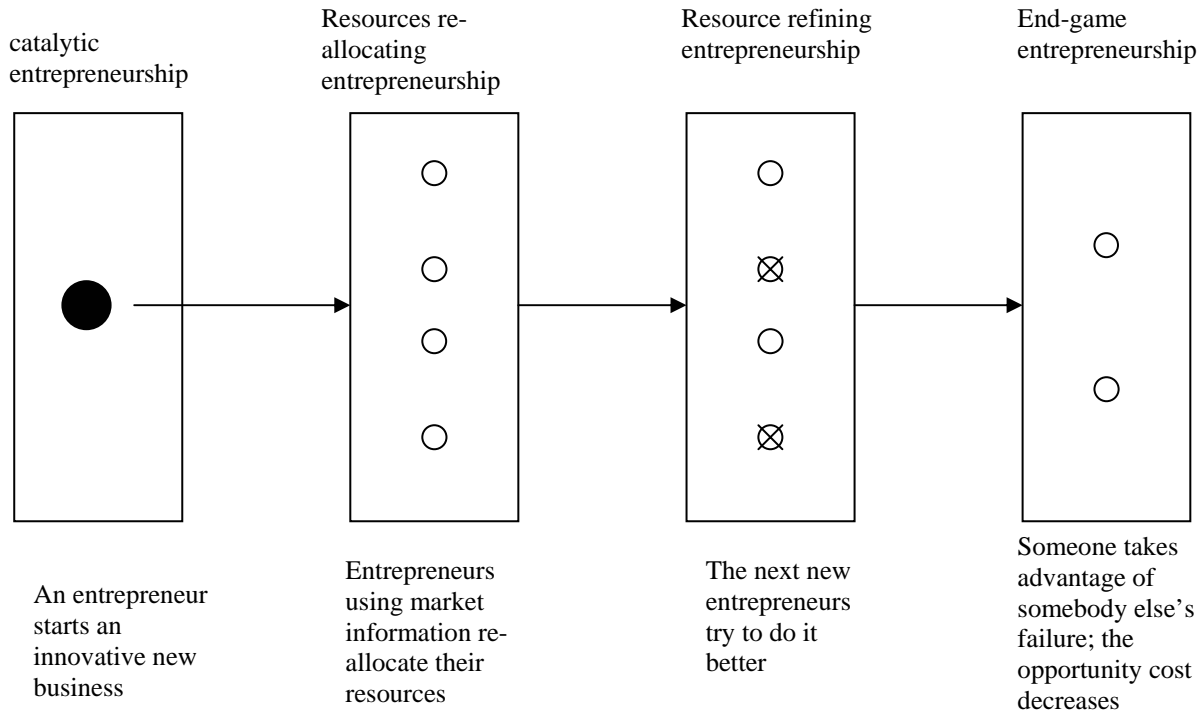 catalytic
entrepreneurship
Resources re-
allocating
entrepreneurship
Resource refining
entrepreneurship
End-game
entrepreneurship
An entrepreneur
starts an
innovative new
business
Entrepreneurs
using market
information re-
allocate their
resources
The next new
entrepreneurs
try to do it
better
Someone takes
advantage of
somebody else’s
failure; the
opportunity cost
decreases